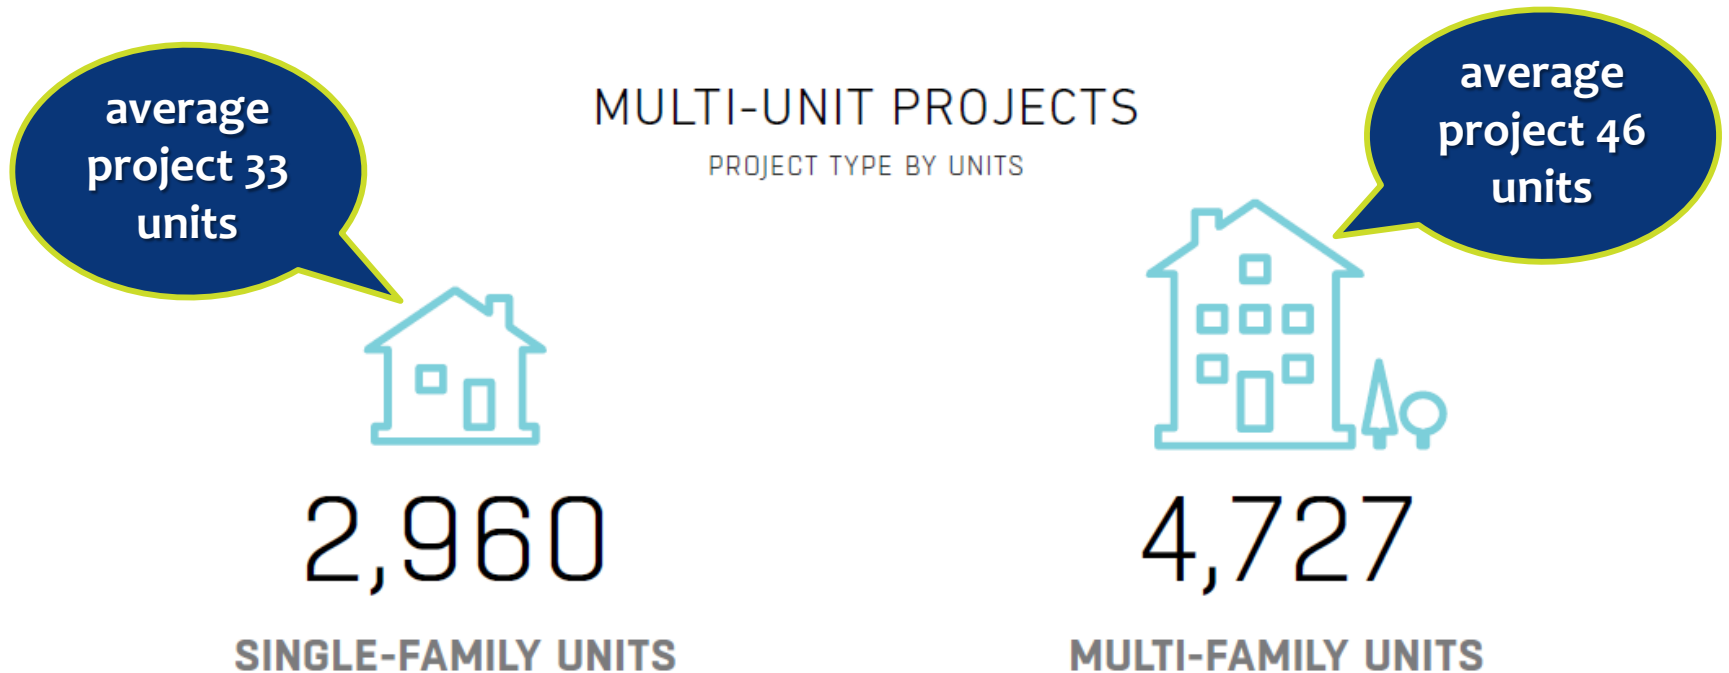 MULTI-UNIT PROJECTS
PROJECT TYPE BY UNITS
average
project 33
units
average
project 46
units
2,960
SINGLE-FAMILY UNITS
4,727
MULTI-FAMILY UNITS